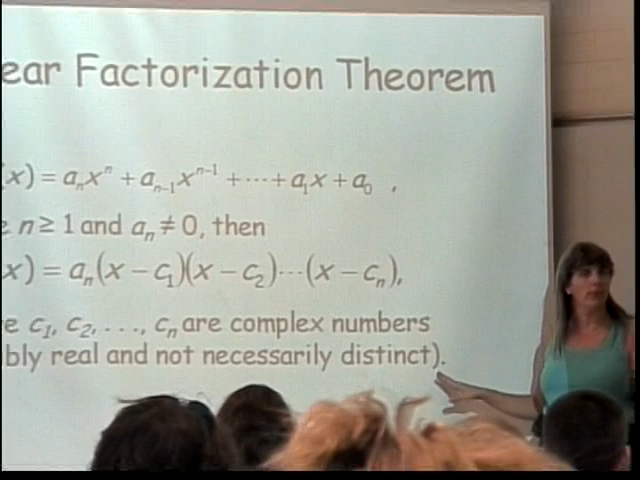 ear Factorization Theorem
(x) = aₙxⁿ + aₙ₋₁xⁿ⁻¹ + ··· + a₁x + a₀ ,
e n ≥ 1 and aₙ ≠ 0, then
x) = aₙ(x − c₁)(x − c₂)···(x − cₙ),
e c₁, c₂, . . ., cₙ are complex numbers
bly real and not necessarily distinct).